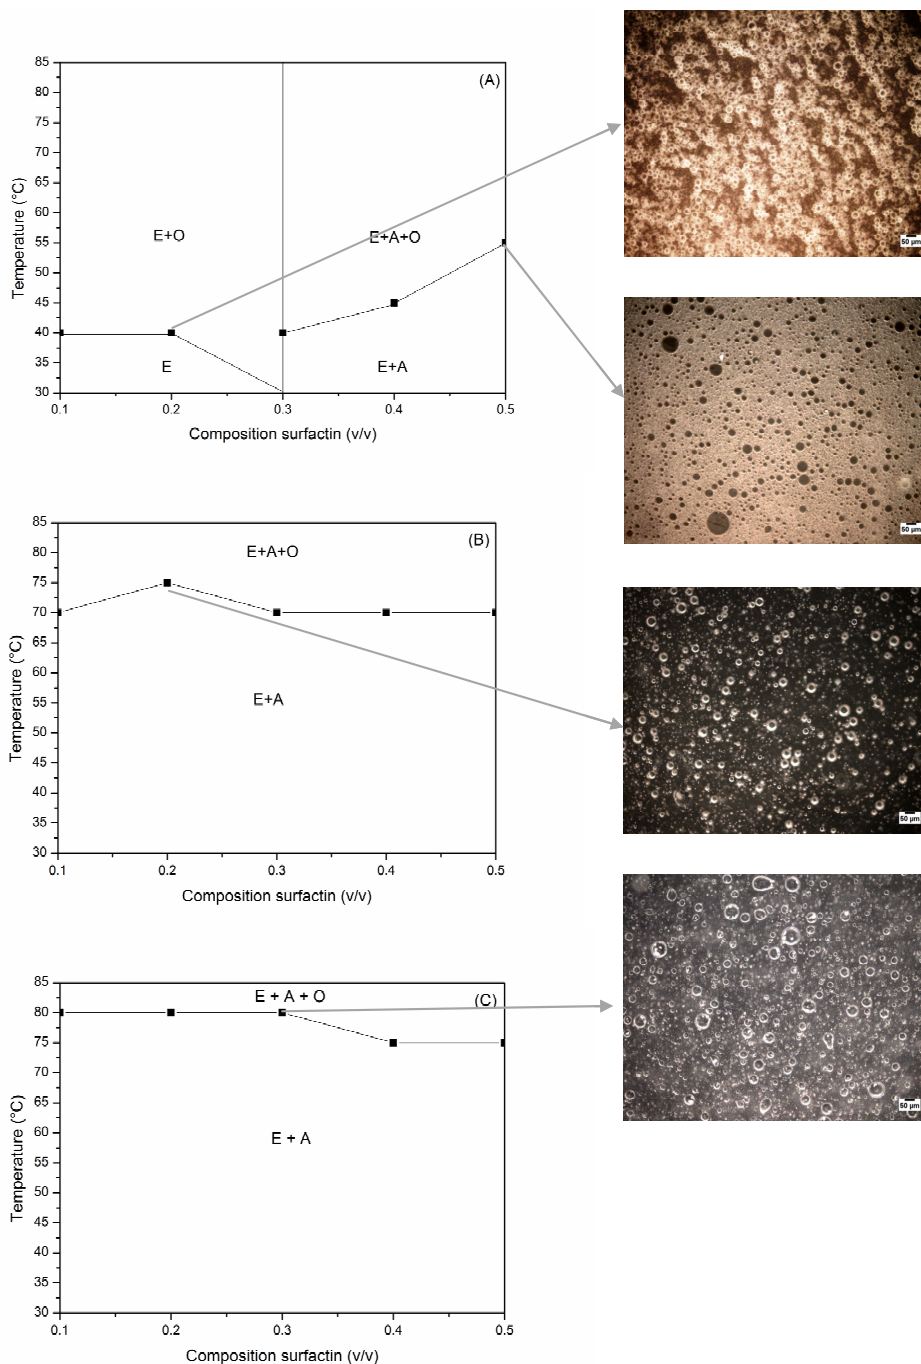 (A)
85
80
75
70
65
60
55
50
45
40
35
30
Temperature (°C)
E+O
E+A+O
E
E+A
0.1 0.2 0.3 0.4 0.5
Composition surfactin (v/v)
50 µm
50 µm
(B)
85
80
75
70
65
60
55
50
45
40
35
30
Temperature (°C)
E+A+O
E+A
0.1 0.2 0.3 0.4 0.5
Composition surfactin (v/v)
50 µm
(C)
85
80
75
70
65
60
55
50
45
40
35
30
Temperature (°C)
E + A + O
E + A
0.1 0.2 0.3 0.4 0.5
Composition surfactin (v/v)
50 µm